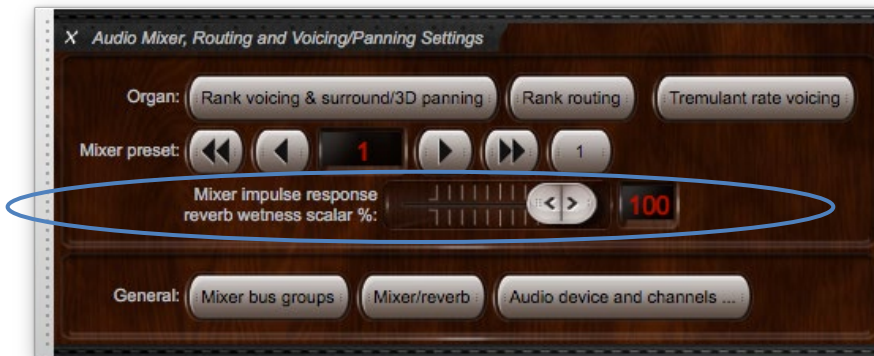 X Audio Mixer, Routing and Voicing/Panning Settings
Organ: Rank voicing & surround/3D panning Rank routing Tremulant rate voicing
Mixer preset: 1 1
Mixer impulse response
reverb wetness scalar %: 100
General: Mixer bus groups Mixer/reverb Audio device and channels ...